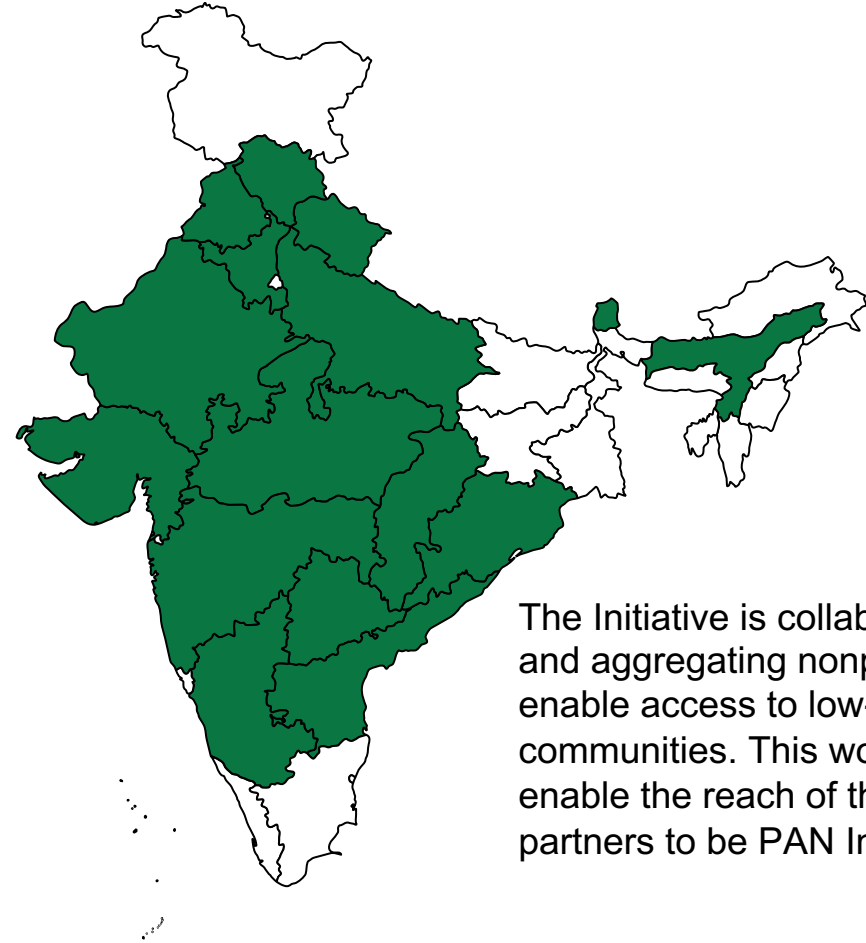 The Initiative is collab
and aggregating nonp
enable access to low-
communities. This wo
enable the reach of th
partners to be PAN In